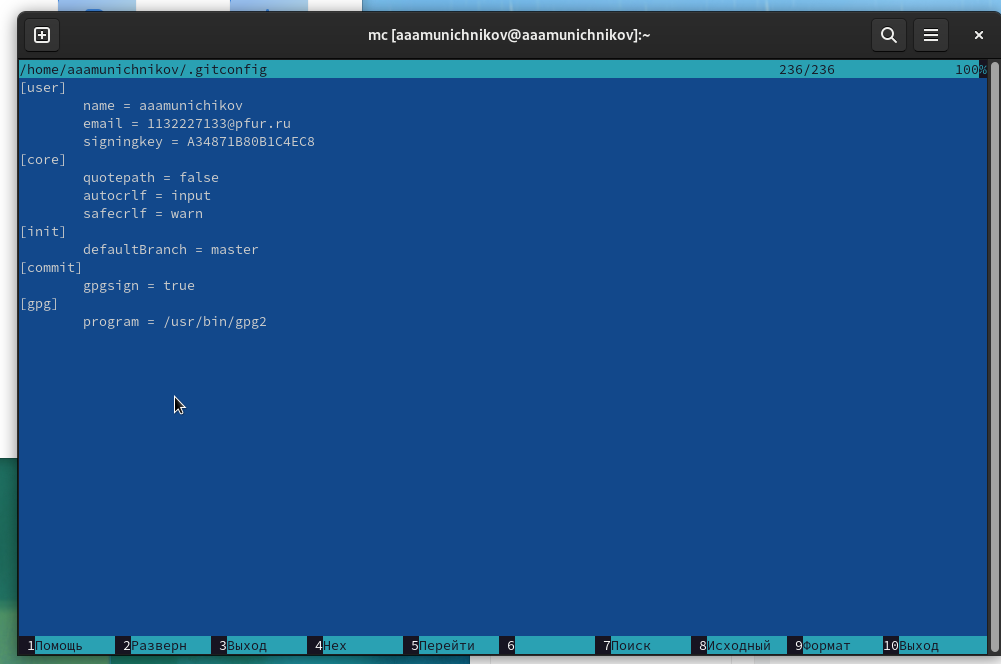 mc [aaamunichnikov@aaamunichnikov]:~
/home/aaamunichnikov/.gitconfig 236/236 100%
[user]
name = aaamunichikov
email = 1132227133@pfur.ru
signingkey = A34871B80B1C4EC8
[core]
quotepath = false
autocrlf = input
safecrlf = warn
[init]
defaultBranch = master
[commit]
gpgsign = true
[gpg]
program = /usr/bin/gpg2
1Помощь 2Разверн 3Выход 4Hex 5Перейти 6 7Поиск 8Исходный 9Формат 10Выход